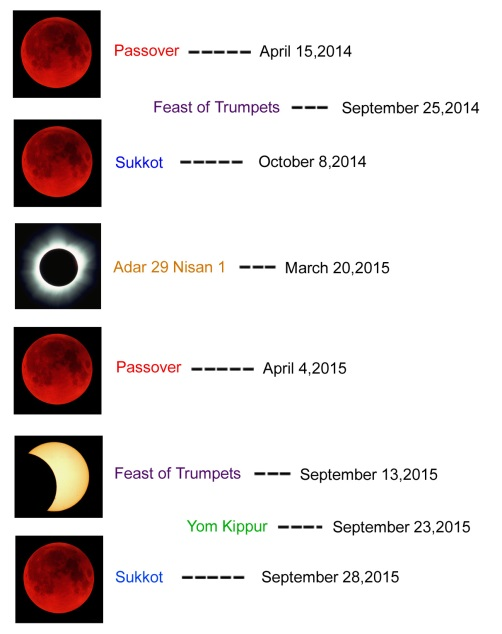 Passover ------ April 15,2014
Feast of Trumpets --- September 25,2014
Sukkot ----- October 8,2014
Adar 29 Nisan 1 --- March 20,2015
Passover ------ April 4,2015
Feast of Trumpets --- September 13,2015
Yom Kippur ---- September 23,2015
Sukkot ----- September 28,2015